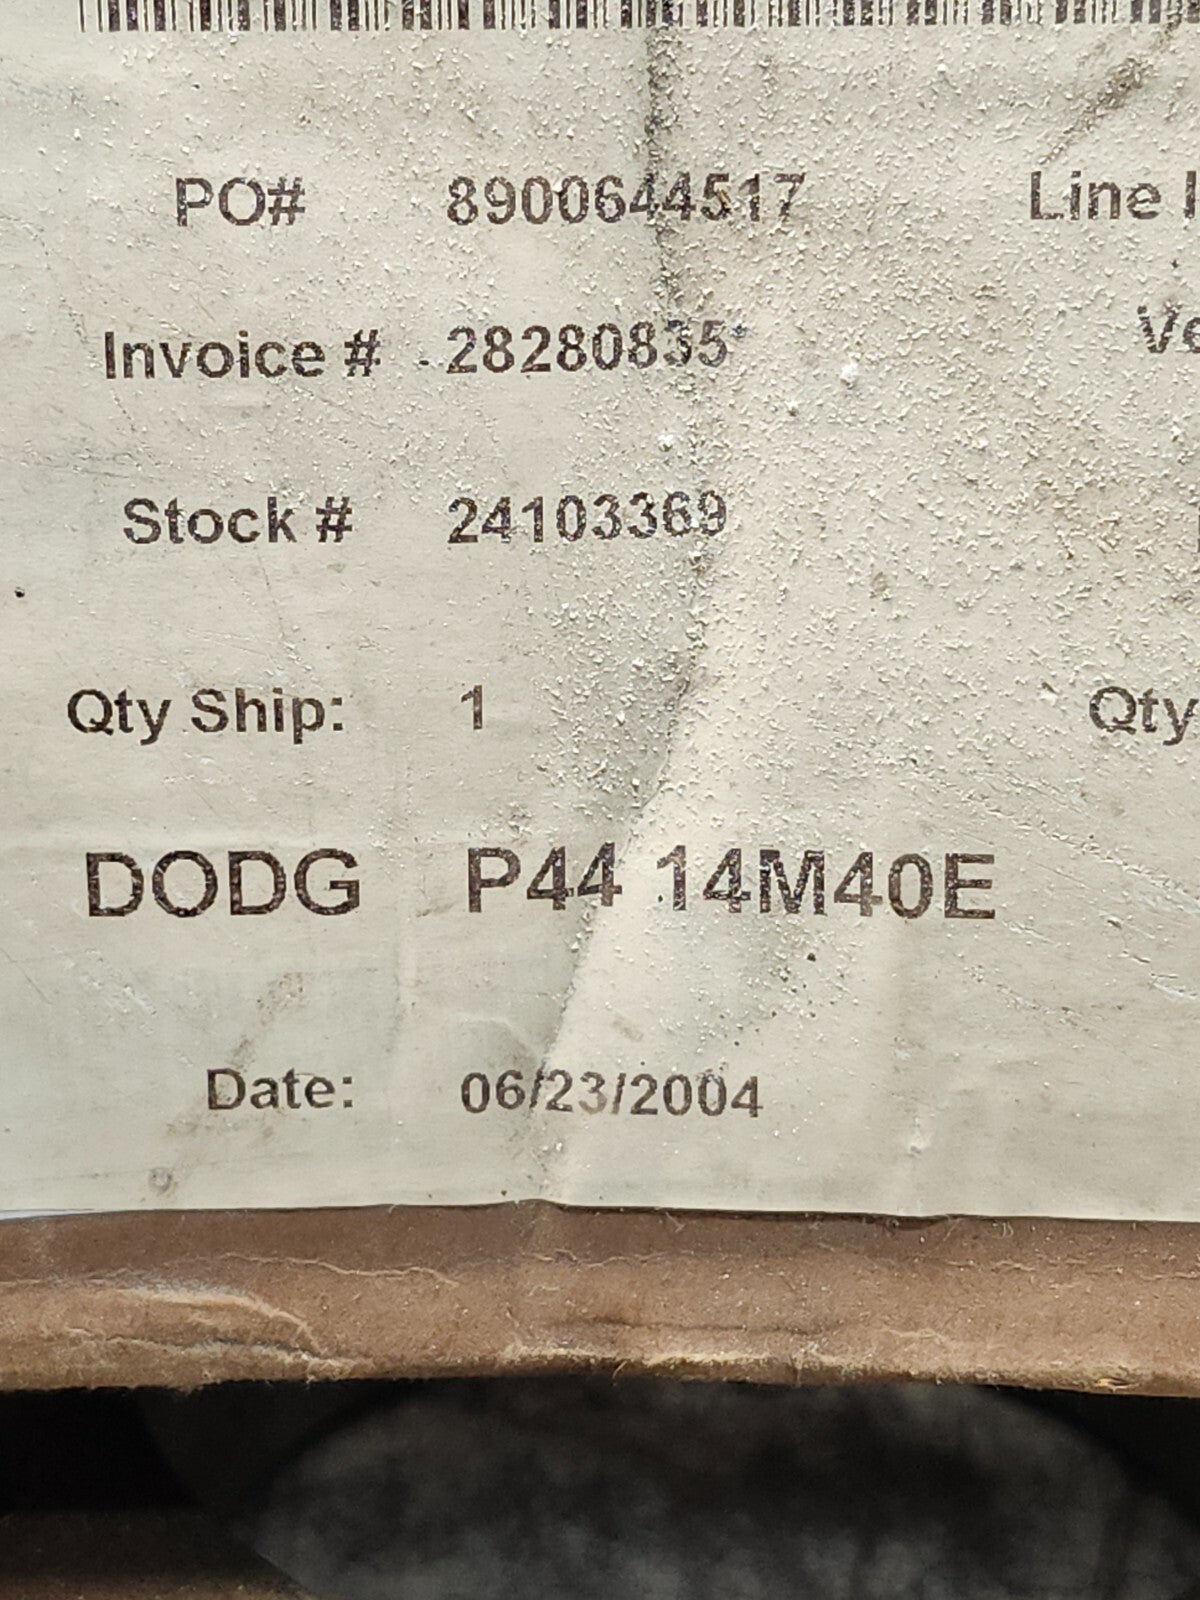 PO# 8900644517 Line
Invoice # 28280835
Stock # 24103369
Qty Ship: 1 Qty
DODG P44 14M40E
Date: 06/23/2004